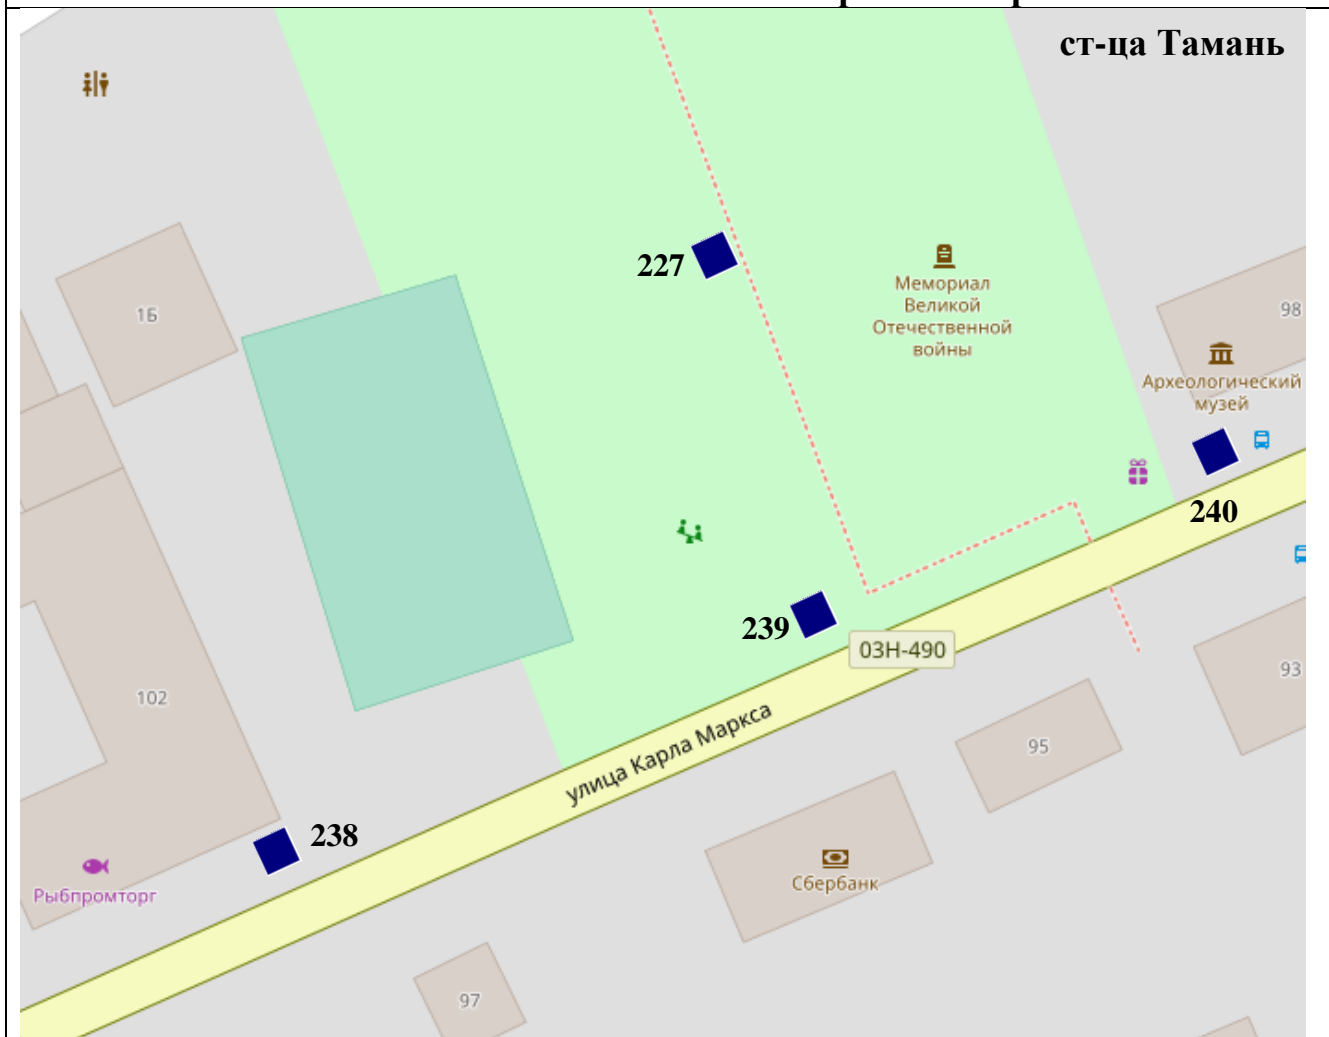 ст-ца Тамань
227
Мемориал
Великой
Отечественной
войны
1Б
98
Археологический
музей
240
239
03Н-490
93
102
улица Карла Маркса
95
238
Сбербанк
Рыбпромторг
97